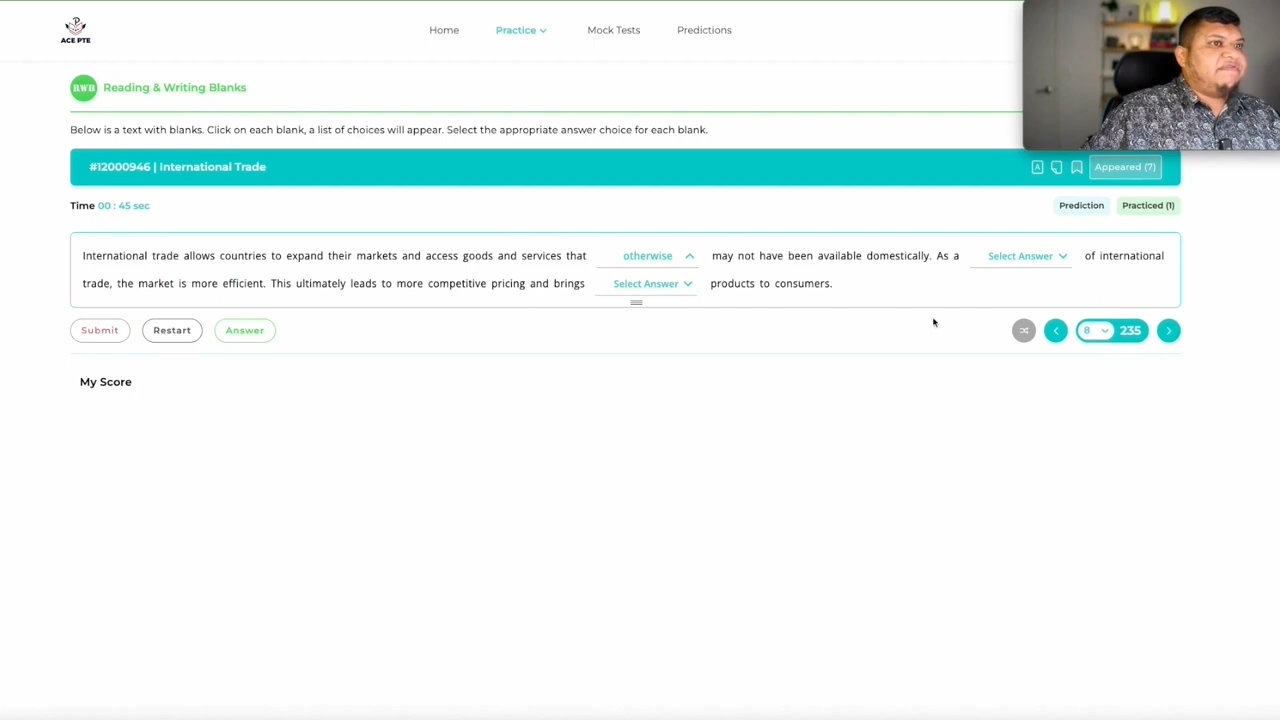 ACE PTE
Home
Practice
Mock Tests
Predictions
RWB Reading & Writing Blanks
Below is a text with blanks. Click on each blank, a list of choices will appear. Select the appropriate answer choice for each blank.
#12000946 | International Trade
A
Appeared (7)
Time 00 : 45 sec
Prediction
Practiced (1)
International trade allows countries to expand their markets and access goods and services that otherwise may not have been available domestically. As a Select Answer of international
trade, the market is more efficient. This ultimately leads to more competitive pricing and brings Select Answer products to consumers.
Submit
Restart
Answer
8
235
My Score